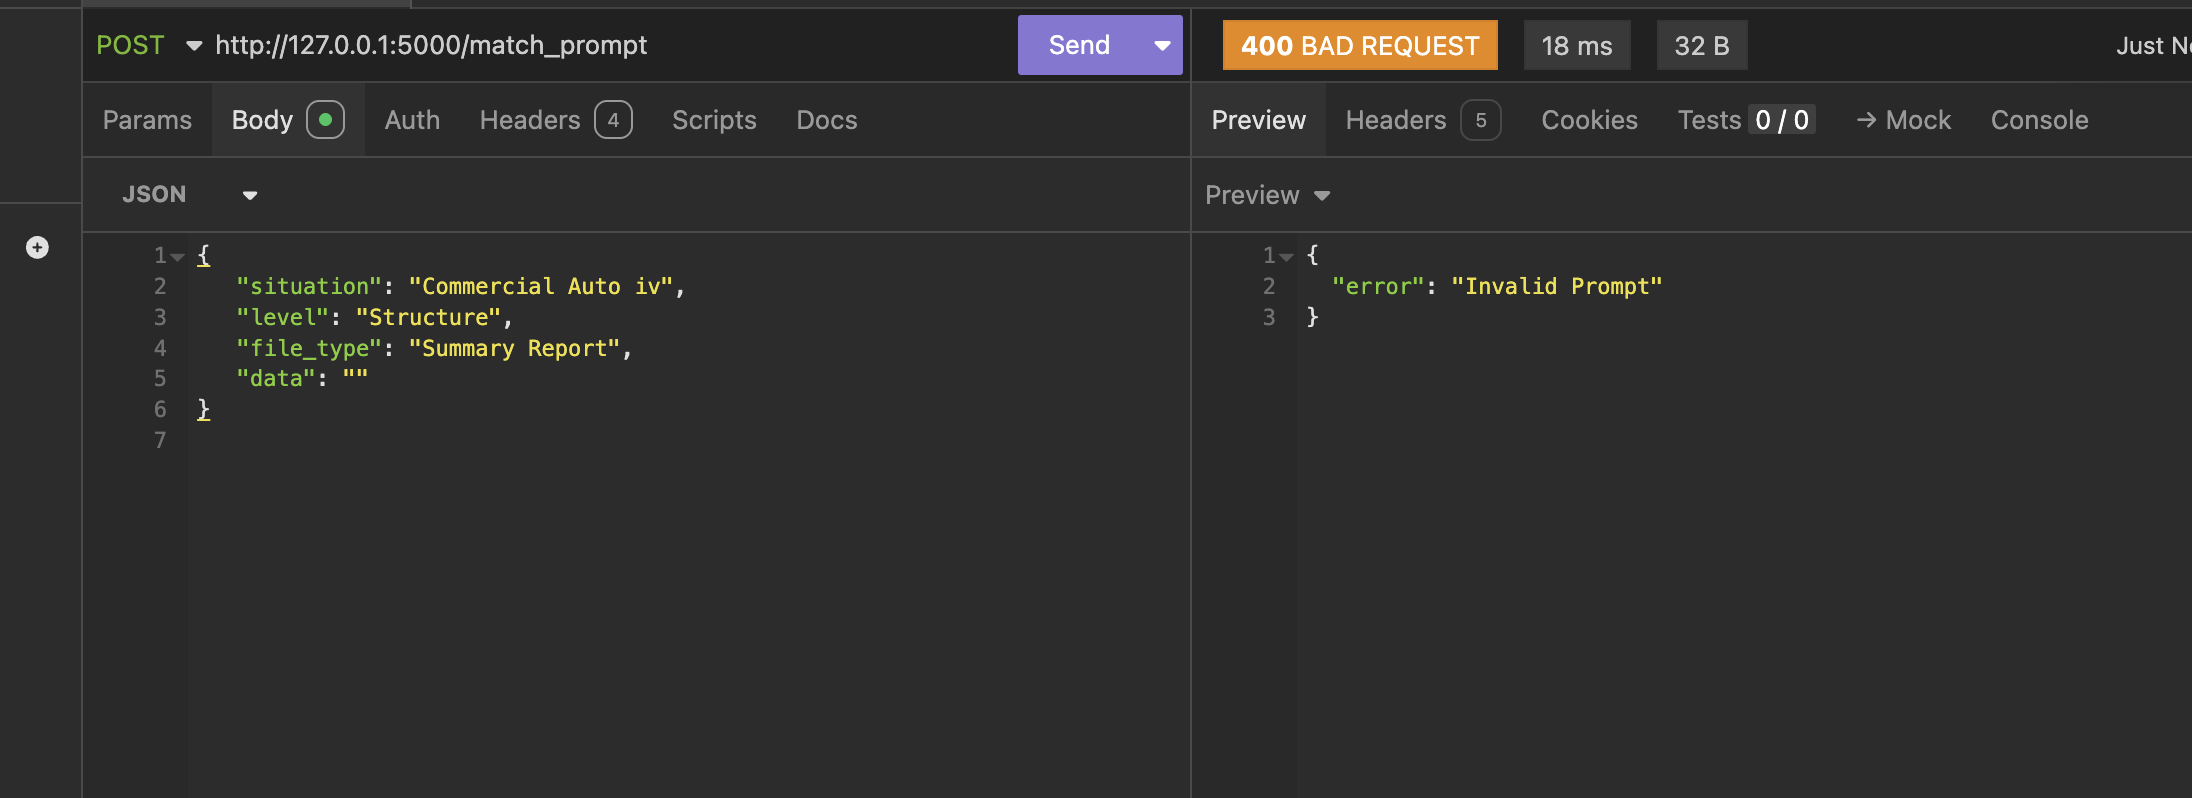 POST http://127.0.0.1:5000/match_prompt Send
400 BAD REQUEST 18 ms 32 B Just
Params Body Auth Headers 4 Scripts Docs
Preview Headers 5 Cookies Tests 0 / 0 → Mock Console
JSON
Preview
1 {
2 "situation": "Commercial Auto iv",
3 "level": "Structure",
4 "file_type": "Summary Report",
5 "data": ""
6 }
7
1 {
2 "error": "Invalid Prompt"
3 }